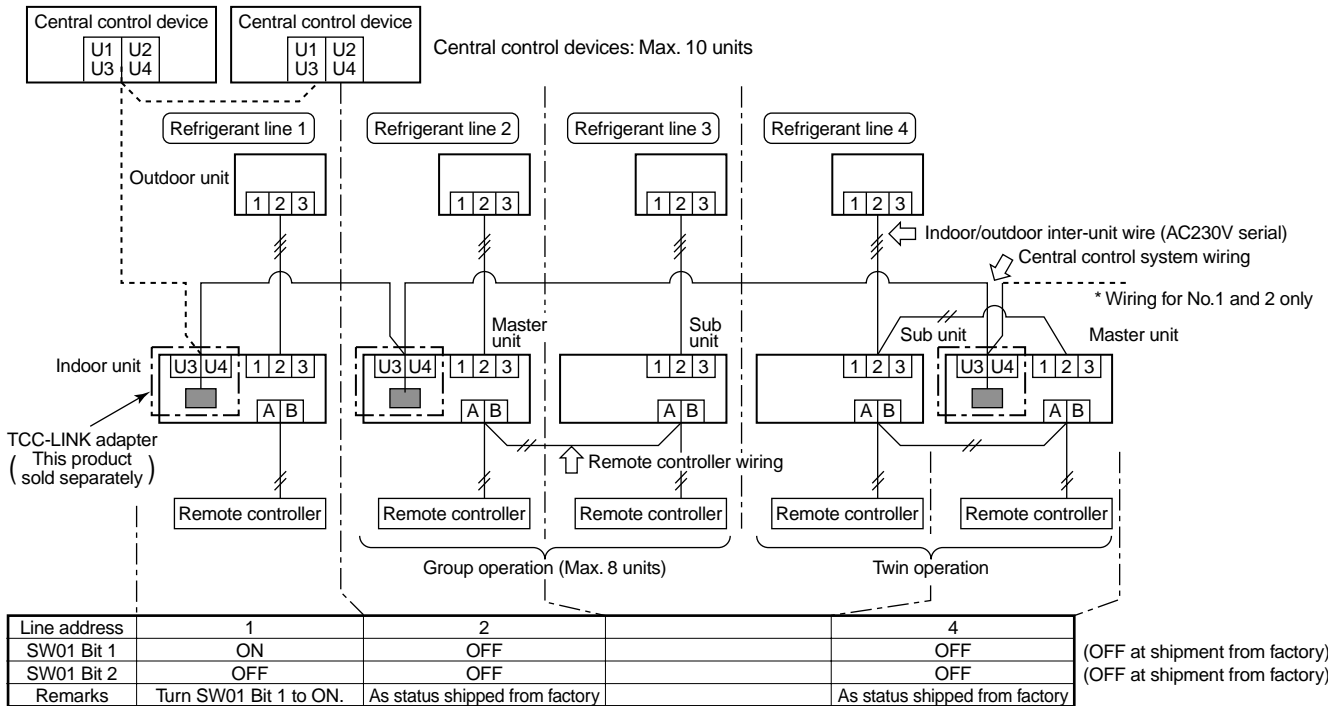 Central control device
Central control device
U1 U2
U3 U4
U1 U2
U3 U4
Central control devices: Max. 10 units
Refrigerant line 1
Refrigerant line 2
Refrigerant line 3
Refrigerant line 4
Outdoor unit
1 2 3
1 2 3
1 2 3
1 2 3
Indoor/outdoor inter-unit wire (AC230V serial)
Central control system wiring
* Wiring for No.1 and 2 only
Master
unit
Sub
unit
Sub unit
Master unit
Indoor unit
U3 U4
1 2 3
U3 U4
1 2 3
1 2 3
1 2 3
U3 U4
1 2 3
A B
A B
A B
A B
A B
TCC-LINK adapter
( This product
sold separately )
Remote controller wiring
Remote controller
Remote controller
Remote controller
Remote controller
Remote controller
Group operation (Max. 8 units)
Twin operation
Line address 1 2 4
SW01 Bit 1 ON OFF OFF (OFF at shipment from factory)
SW01 Bit 2 OFF OFF OFF (OFF at shipment from factory)
Remarks Turn SW01 Bit 1 to ON. As status shipped from factory As status shipped from factory